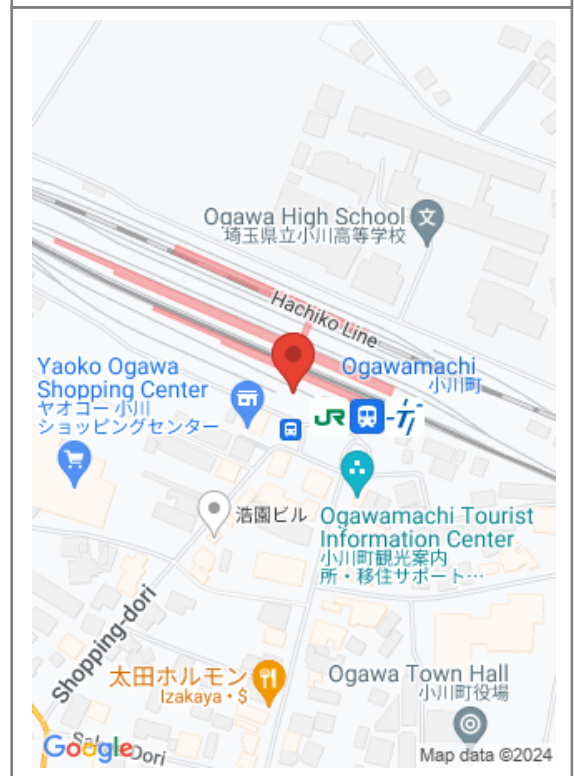 Ogawa High School
埼玉県立小川高等学校
Hachiko Line
Yaoko Ogawa
Shopping Center
ヤオコー 小川
ショッピングセンター
Ogawamachi
小川町
JR
浩園ビル
Ogawamachi Tourist
Information Center
小川町観光案内
所・移住サポート…
Shopping-dori
太田ホルモン
Izakaya・$
Ogawa Town Hall
小川町役場
Dori
Google
Map data ©2024